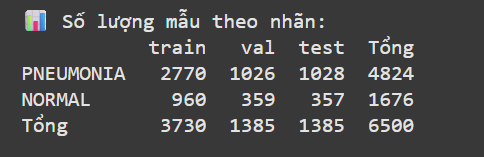 📊 Số lượng mẫu theo nhãn:
train val test Tổng
PNEUMONIA 2770 1026 1028 4824
NORMAL 960 359 357 1676
Tổng 3730 1385 1385 6500